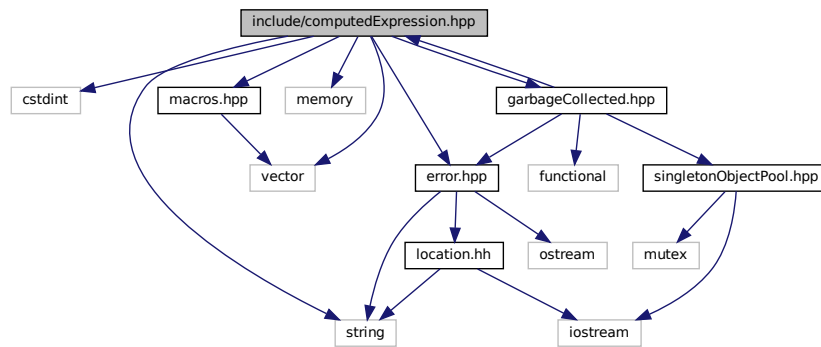 include/computedExpression.hpp
cstdint
macros.hpp
memory
garbageCollected.hpp
vector
error.hpp
functional
singletonObjectPool.hpp
location.hh
ostream
mutex
string
iostream